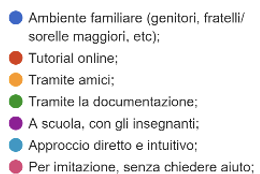 Ambiente familiare (genitori, fratelli/
sorelle maggiori, etc);
Tutorial online;
Tramite amici;
Tramite la documentazione;
A scuola, con gli insegnanti;
Approccio diretto e intuitivo;
Per imitazione, senza chiedere aiuto;